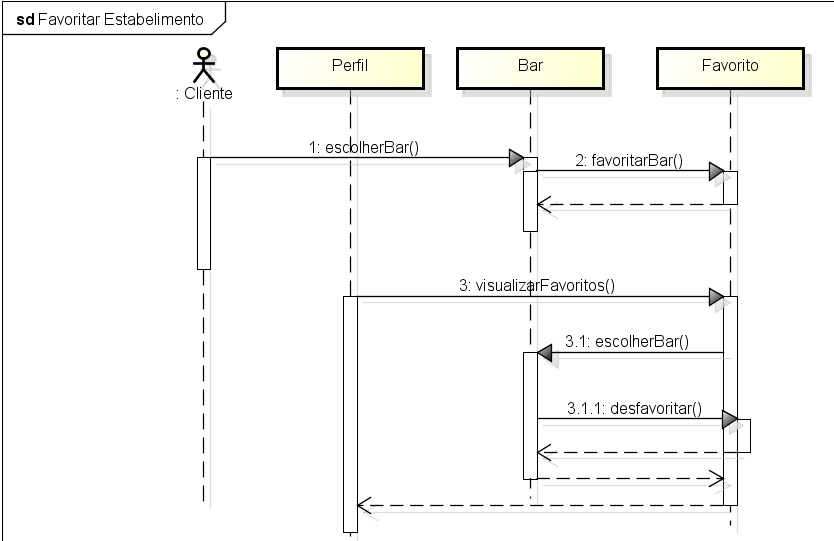 sd Favoritar Estabelimento
Perfil
Bar
Favorito
: Cliente
1: escolherBar()
2: favoritarBar()
3: visualizarFavoritos()
3.1: escolherBar()
3.1.1: desfavoritar()